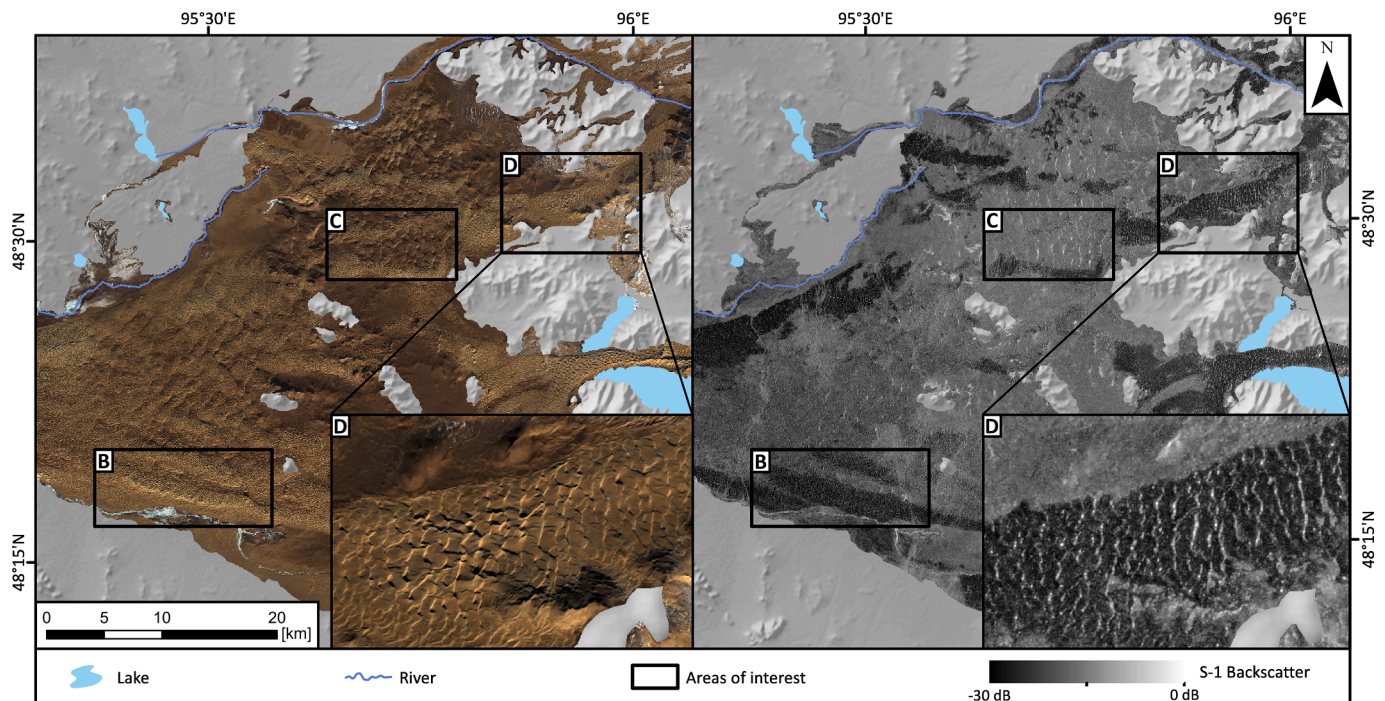 95°30'E 96°E 95°30'E 96°E
N
D D
C C
48°30'N 48°30'N
D D
B B
48°15'N 48°15'N
0 5 10 20
[km]
Lake River Areas of interest S-1 Backscatter
-30 dB 0 dB